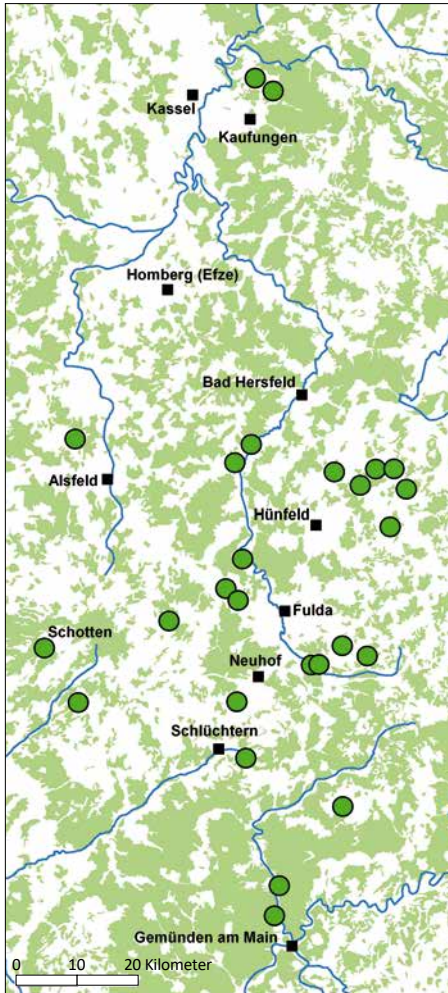 Kassel
Kaufungen
Homberg (Efze)
Bad Hersfeld
Alsfeld
Hünfeld
Fulda
Schotten
Neuhof
Schlüchtern
Gemünden am Main
0 10 20 Kilometer